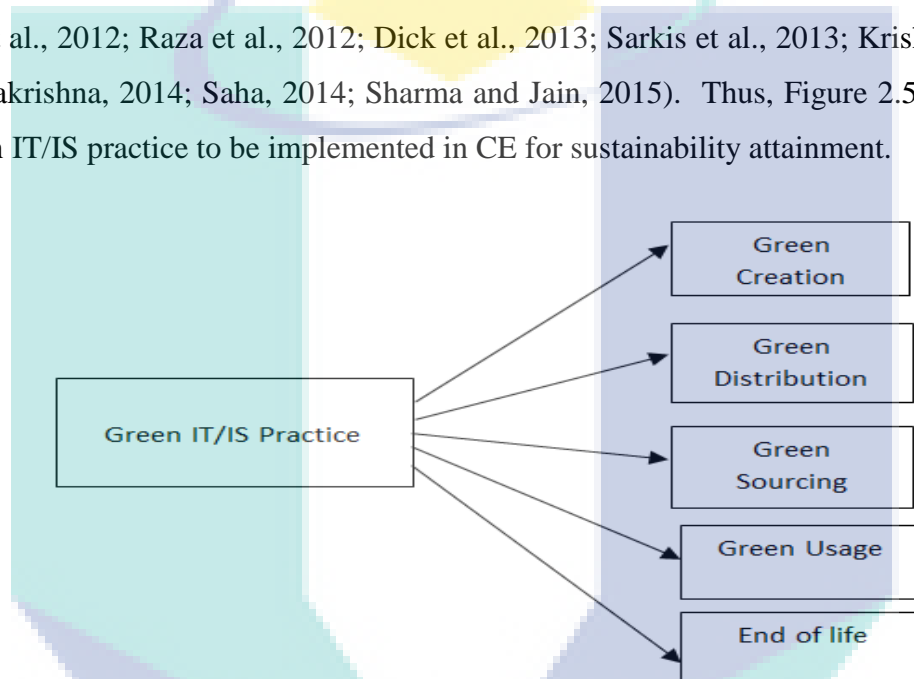 al., 2012; Raza et al., 2012; Dick et al., 2013; Sarkis et al., 2013; Krish
akrishna, 2014; Saha, 2014; Sharma and Jain, 2015). Thus, Figure 2.5
IT/IS practice to be implemented in CE for sustainability attainment.
Green
Creation
Green
Distribution
Green IT/IS Practice
Green
Sourcing
Green Usage
End of life